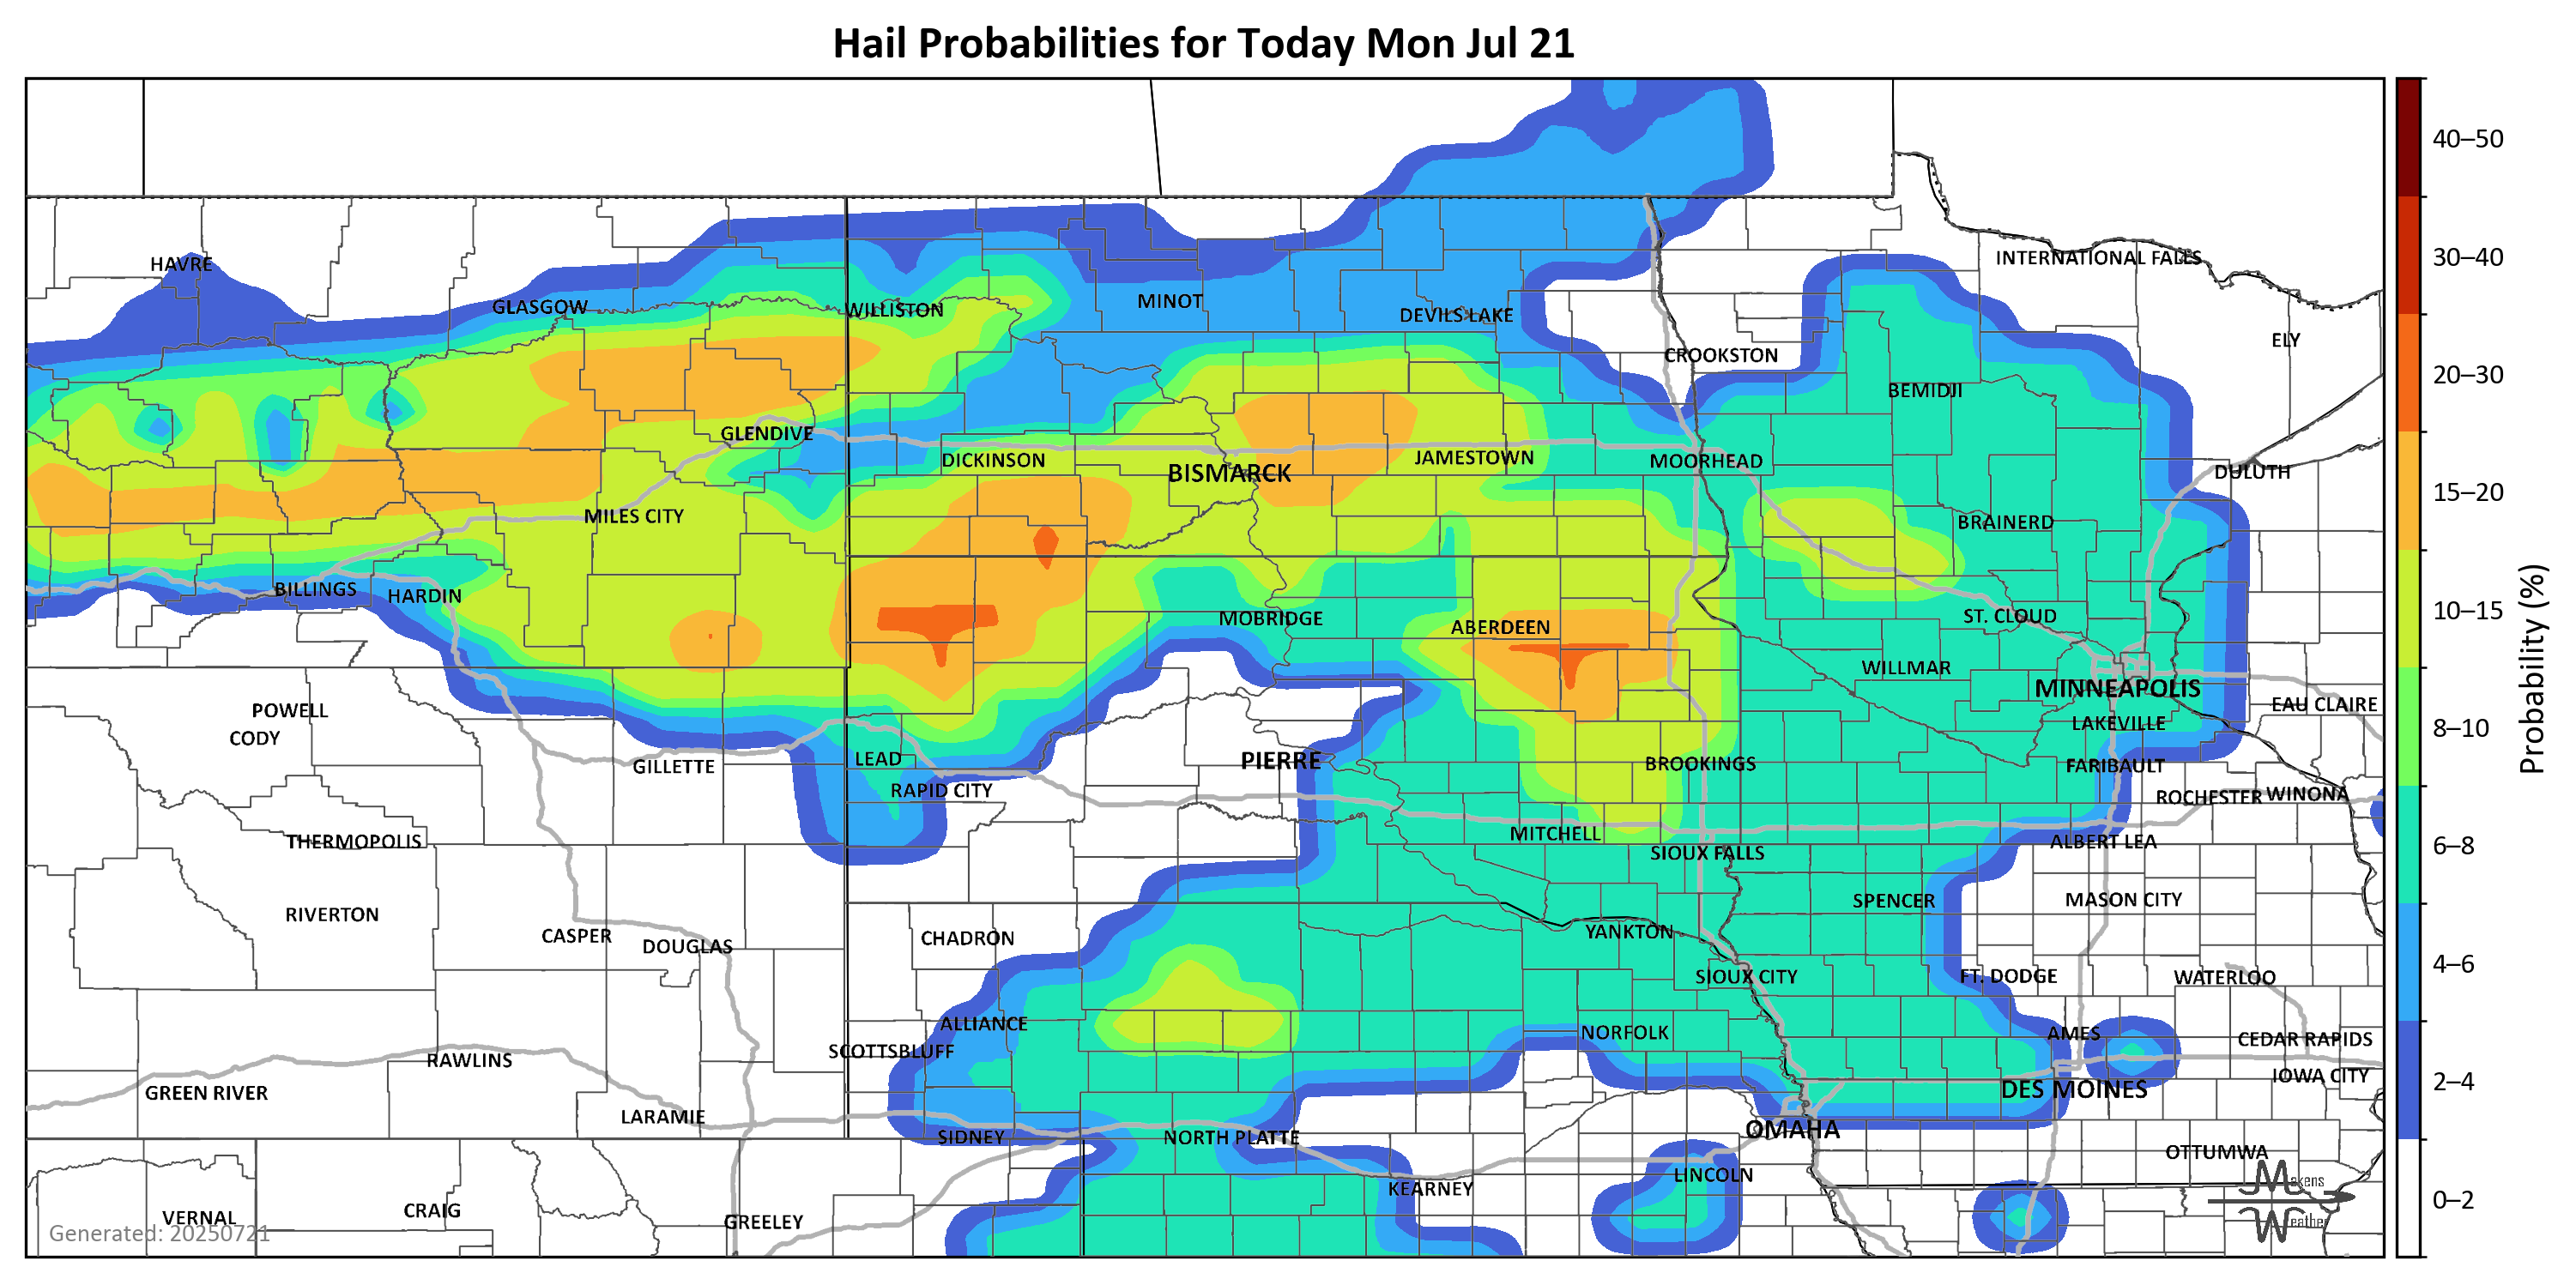 Hail Probabilities for Today Mon Jul 21
HAVRE
INTERNATIONAL FALLS
GLASGOW
WILLISTON
MINOT
DEVILS LAKE
ELY
CROOKSTON
BEMIDJI
GLENDIVE
DICKINSON
BISMARCK
JAMESTOWN
MOORHEAD
DULUTH
MILES CITY
BRAINERD
BILLINGS
HARDIN
MOBRIDGE
ABERDEEN
ST. CLOUD
WILLMAR
MINNEAPOLIS
POWELL
EAU CLAIRE
LAKEVILLE
CODY
GILLETTE
LEAD
PIERRE
BROOKINGS
FARIBAULT
RAPID CITY
ROCHESTER
WINONA
THERMOPOLIS
MITCHELL
ALBERT LEA
SIOUX FALLS
RIVERTON
SPENCER
MASON CITY
CASPER
DOUGLAS
CHADRON
YANKTON
SIOUX CITY
FT. DODGE
WATERLOO
ALLIANCE
NORFOLK
AMES
CEDAR RAPIDS
SCOTTSBLUFF
RAWLINS
GREEN RIVER
DES MOINES
IOWA CITY
LARAMIE
SIDNEY
NORTH PLATTE
OMAHA
OTTUMWA
KEARNEY
LINCOLN
VERNAL
CRAIG
GREELEY
Generated: 20250721
Makens
Weather
40–50
30–40
20–30
15–20
10–15
8–10
6–8
4–6
2–4
0–2
Probability (%)